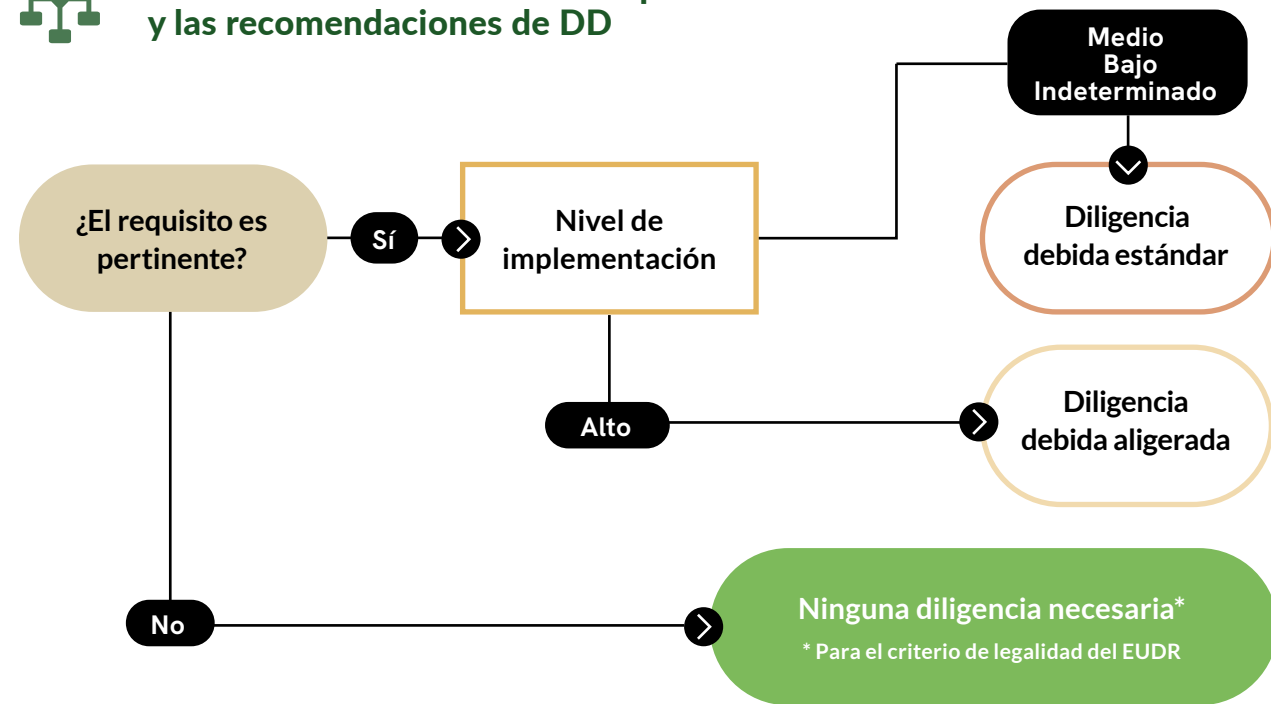 y las recomendaciones de DD
Medio
Bajo
Indeterminado
¿El requisito es
pertinente?
Sí
Nivel de
implementación
Diligencia
debida estándar
Alto
Diligencia
debida aligerada
No
Ninguna diligencia necesaria*
* Para el criterio de legalidad del EUDR